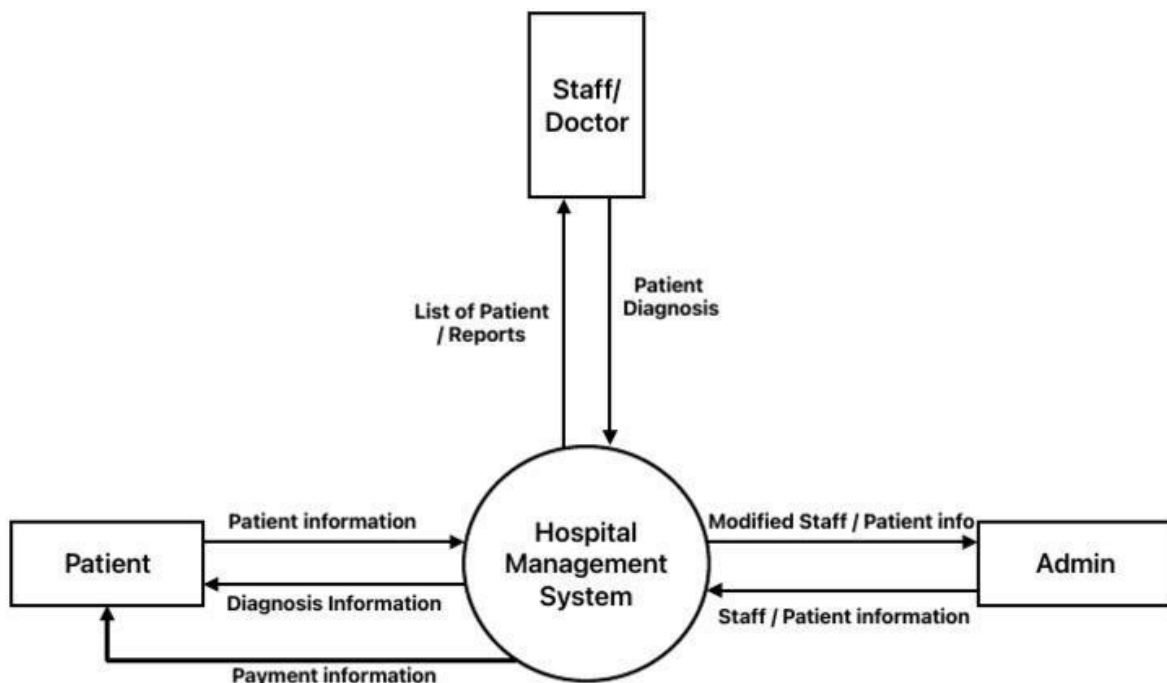 Staff/
Doctor
List of Patient
/ Reports
Patient
Diagnosis
Patient information
Patient
Diagnosis Information
Payment information
Hospital
Management
System
Modified Staff / Patient info
Admin
Staff / Patient information